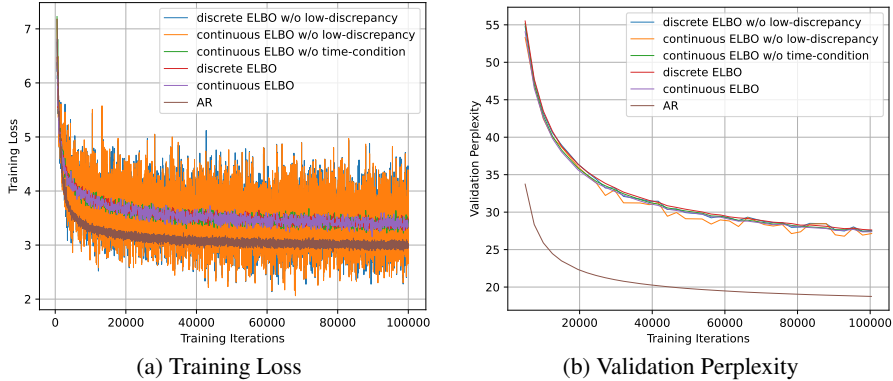 7
6
5
4
3
2
0
20000
40000
60000
80000
100000
Training Loss
Training Iterations
discrete ELBO w/o low-discrepancy
continuous ELBO w/o low-discrepancy
continuous ELBO w/o time-condition
discrete ELBO
continuous ELBO
AR
(a) Training Loss
55
50
45
40
35
30
25
20
20000
40000
60000
80000
100000
Validation Perplexity
Training Iterations
discrete ELBO w/o low-discrepancy
continuous ELBO w/o low-discrepancy
continuous ELBO w/o time-condition
discrete ELBO
continuous ELBO
AR
(b) Validation Perplexity